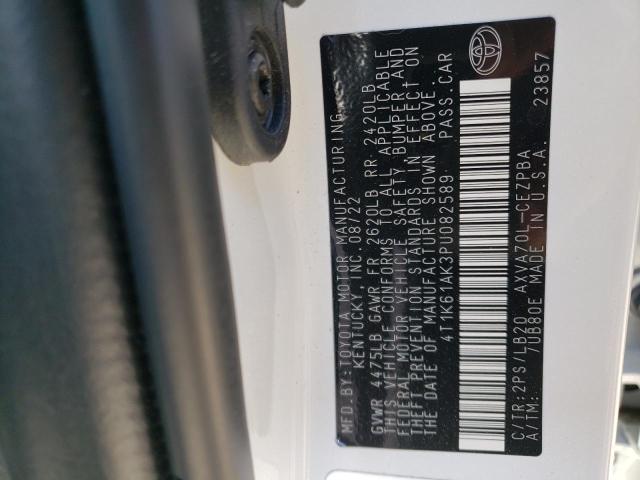 MFD.BY:TOYOTA MOTOR MANUFACTURING,
KENTUCKY, INC. 08/22
GVWR 4475LB GAWR FR 2620LB RR 2420LB
THIS VEHICLE CONFORMS TO ALL APPLICABLE
FEDERAL MOTOR VEHICLE SAFETY, BUMPER AND
THEFT PREVENTION STANDARDS IN EFFECT ON
THE DATE OF MANUFACTURE SHOWN ABOVE.
4T1K61AK3PU082589 PASS.CAR
C/TR:2PS/LB20 AXVA70L-CEZPBA
A/TM: /UB80E MADE IN U.S.A. 23857